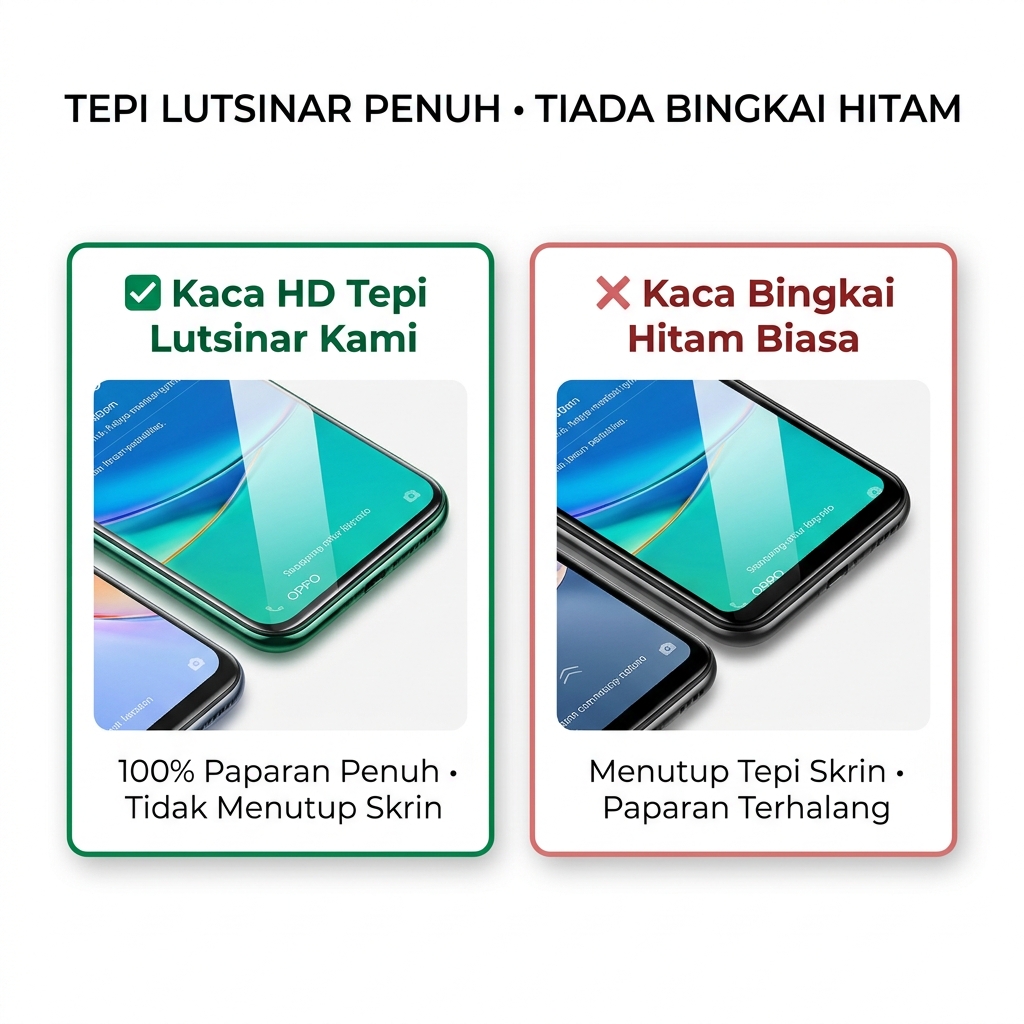 TEPI LUTSINAR PENUH • TIADA BINGKAI HITAM
✅ Kaca HD Tepi
Lutsinar Kami
OPPO
100% Paparan Penuh •
Tidak Menutup Skrin
❌ Kaca Bingkai
Hitam Biasa
Menutup Tepi Skrin •
Paparan Terhalang